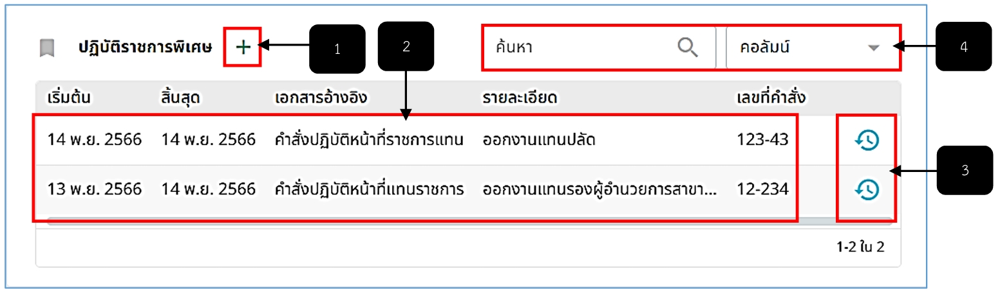 ปฏิบัติราชการพิเศษ + 1 2 ค้นหา คอลัมน์ 4
เริ่มต้น สิ้นสุด เอกสารอ้างอิง รายละเอียด เลขที่คำสั่ง
14 พ.ย. 2566 14 พ.ย. 2566 คำสั่งปฏิบัติหน้าที่ราชการแทน ออกงานแทนปลัด 123-43
3
13 พ.ย. 2566 14 พ.ย. 2566 คำสั่งปฏิบัติหน้าที่แทนราชการ ออกงานแทนรองผู้อำนวยการสาขา... 12-234
1-2 ใน 2